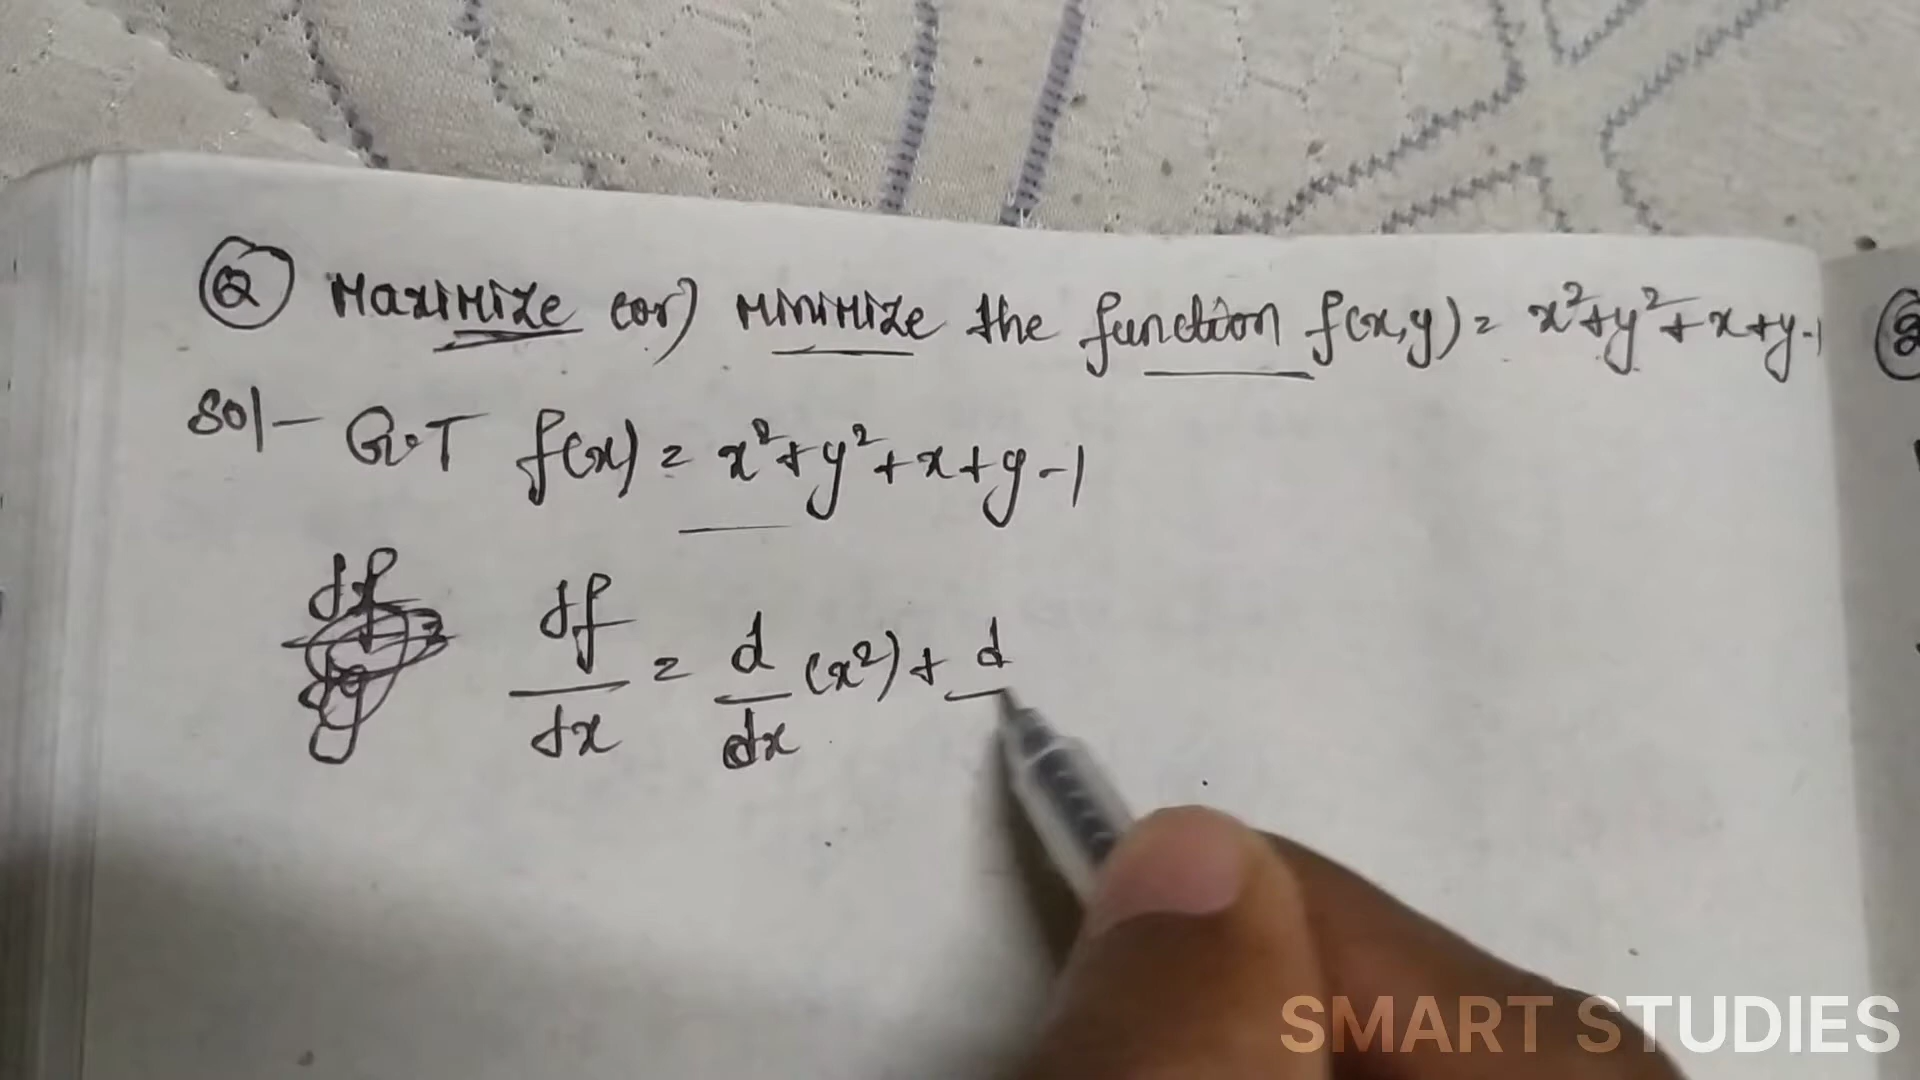 Q Maximize (or) minimize the function f(x,y) = x²+y²+x+y-1
Sol- G.T f(x) = x²+y²+x+y-1
df/dx = d/dx (x²) + d
SMART STUDIES